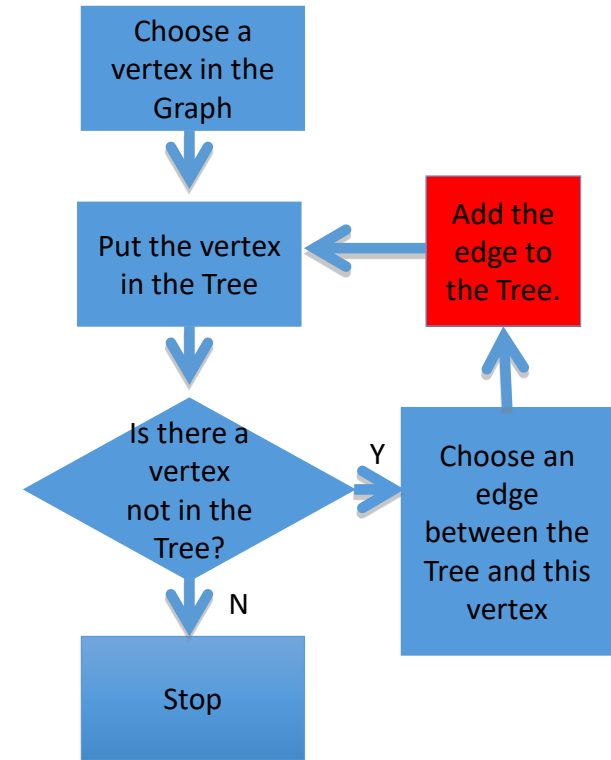 Choose a
vertex in the
Graph
Put the vertex
in the Tree
Add the
edge to
the Tree.
Is there a
vertex
not in the
Tree?
Y
Choose an
edge
between the
Tree and this
vertex
N
Stop